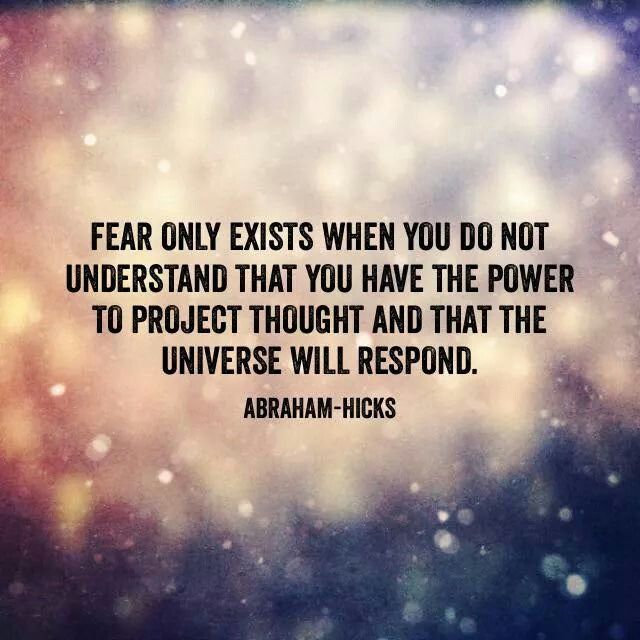 FEAR ONLY EXISTS WHEN YOU DO NOT
UNDERSTAND THAT YOU HAVE THE POWER
TO PROJECT THOUGHT AND THAT THE
UNIVERSE WILL RESPOND.
ABRAHAM-HICKS